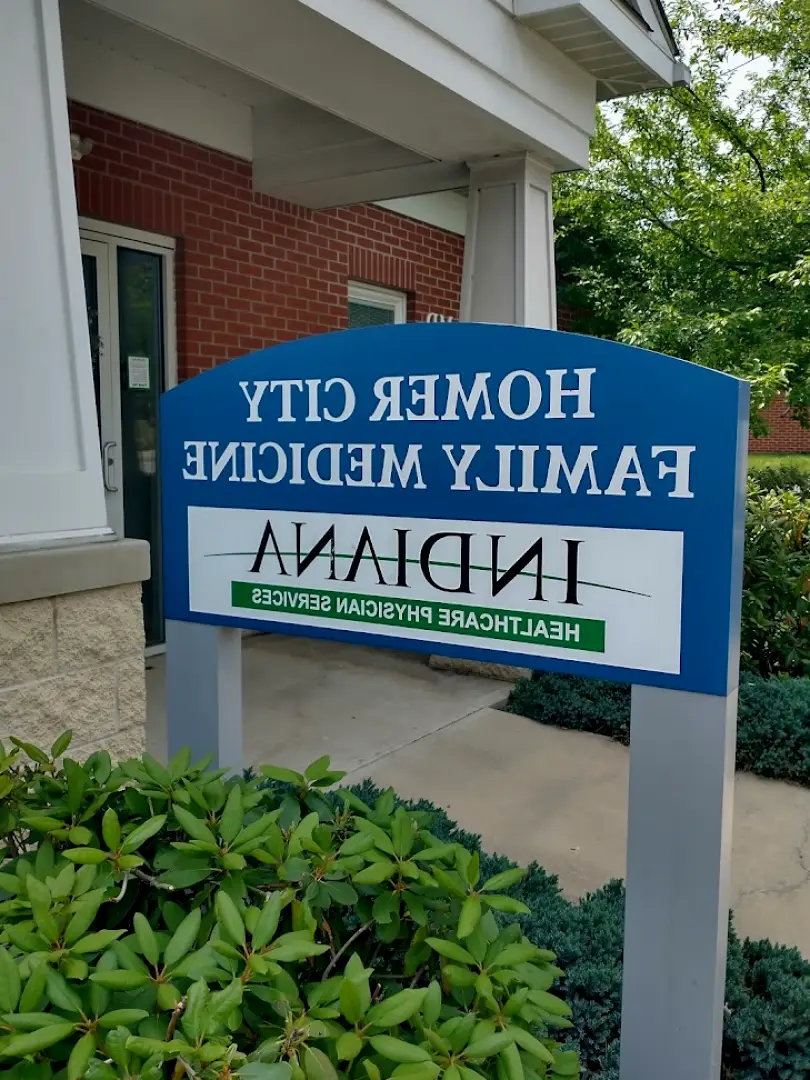 HOMER CITY
FAMILY MEDICINE
INDIANA
HEALTHCARE PHYSICIAN SERVICES